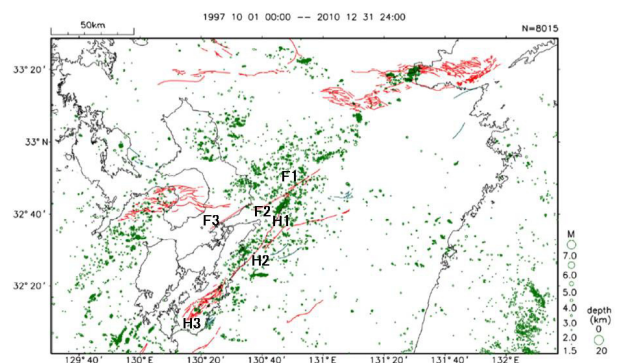 1997 10 01 00:00 -- 2010 12 31 24:00
50km
N=8015
33°20'
33°N
32°40'
32°20'
F1
F2
F3
H1
H2
H3
129°40'
130°E
130°20'
130°40'
131°E
131°20'
131°40'
132°E
M
7.0
6.0
5.0
4.0
3.0
2.0
1.5
depth
(km)
0
20